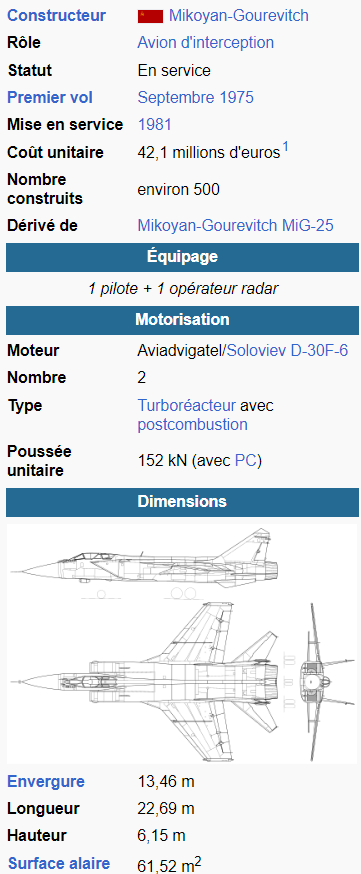 Constructeur Mikoyan-Gourevitch
Rôle Avion d'interception
Statut En service
Premier vol Septembre 1975
Mise en service 1981
Coût unitaire 42,1 millions d'euros1
Nombre
construits environ 500
Dérivé de Mikoyan-Gourevitch MiG-25
Équipage
1 pilote + 1 opérateur radar
Motorisation
Moteur Aviadvigatel/Soloviev D-30F-6
Nombre 2
Type Turboréacteur avec
postcombustion
Poussée
unitaire 152 kN (avec PC)
Dimensions
Envergure 13,46 m
Longueur 22,69 m
Hauteur 6,15 m
Surface alaire 61,52 m2